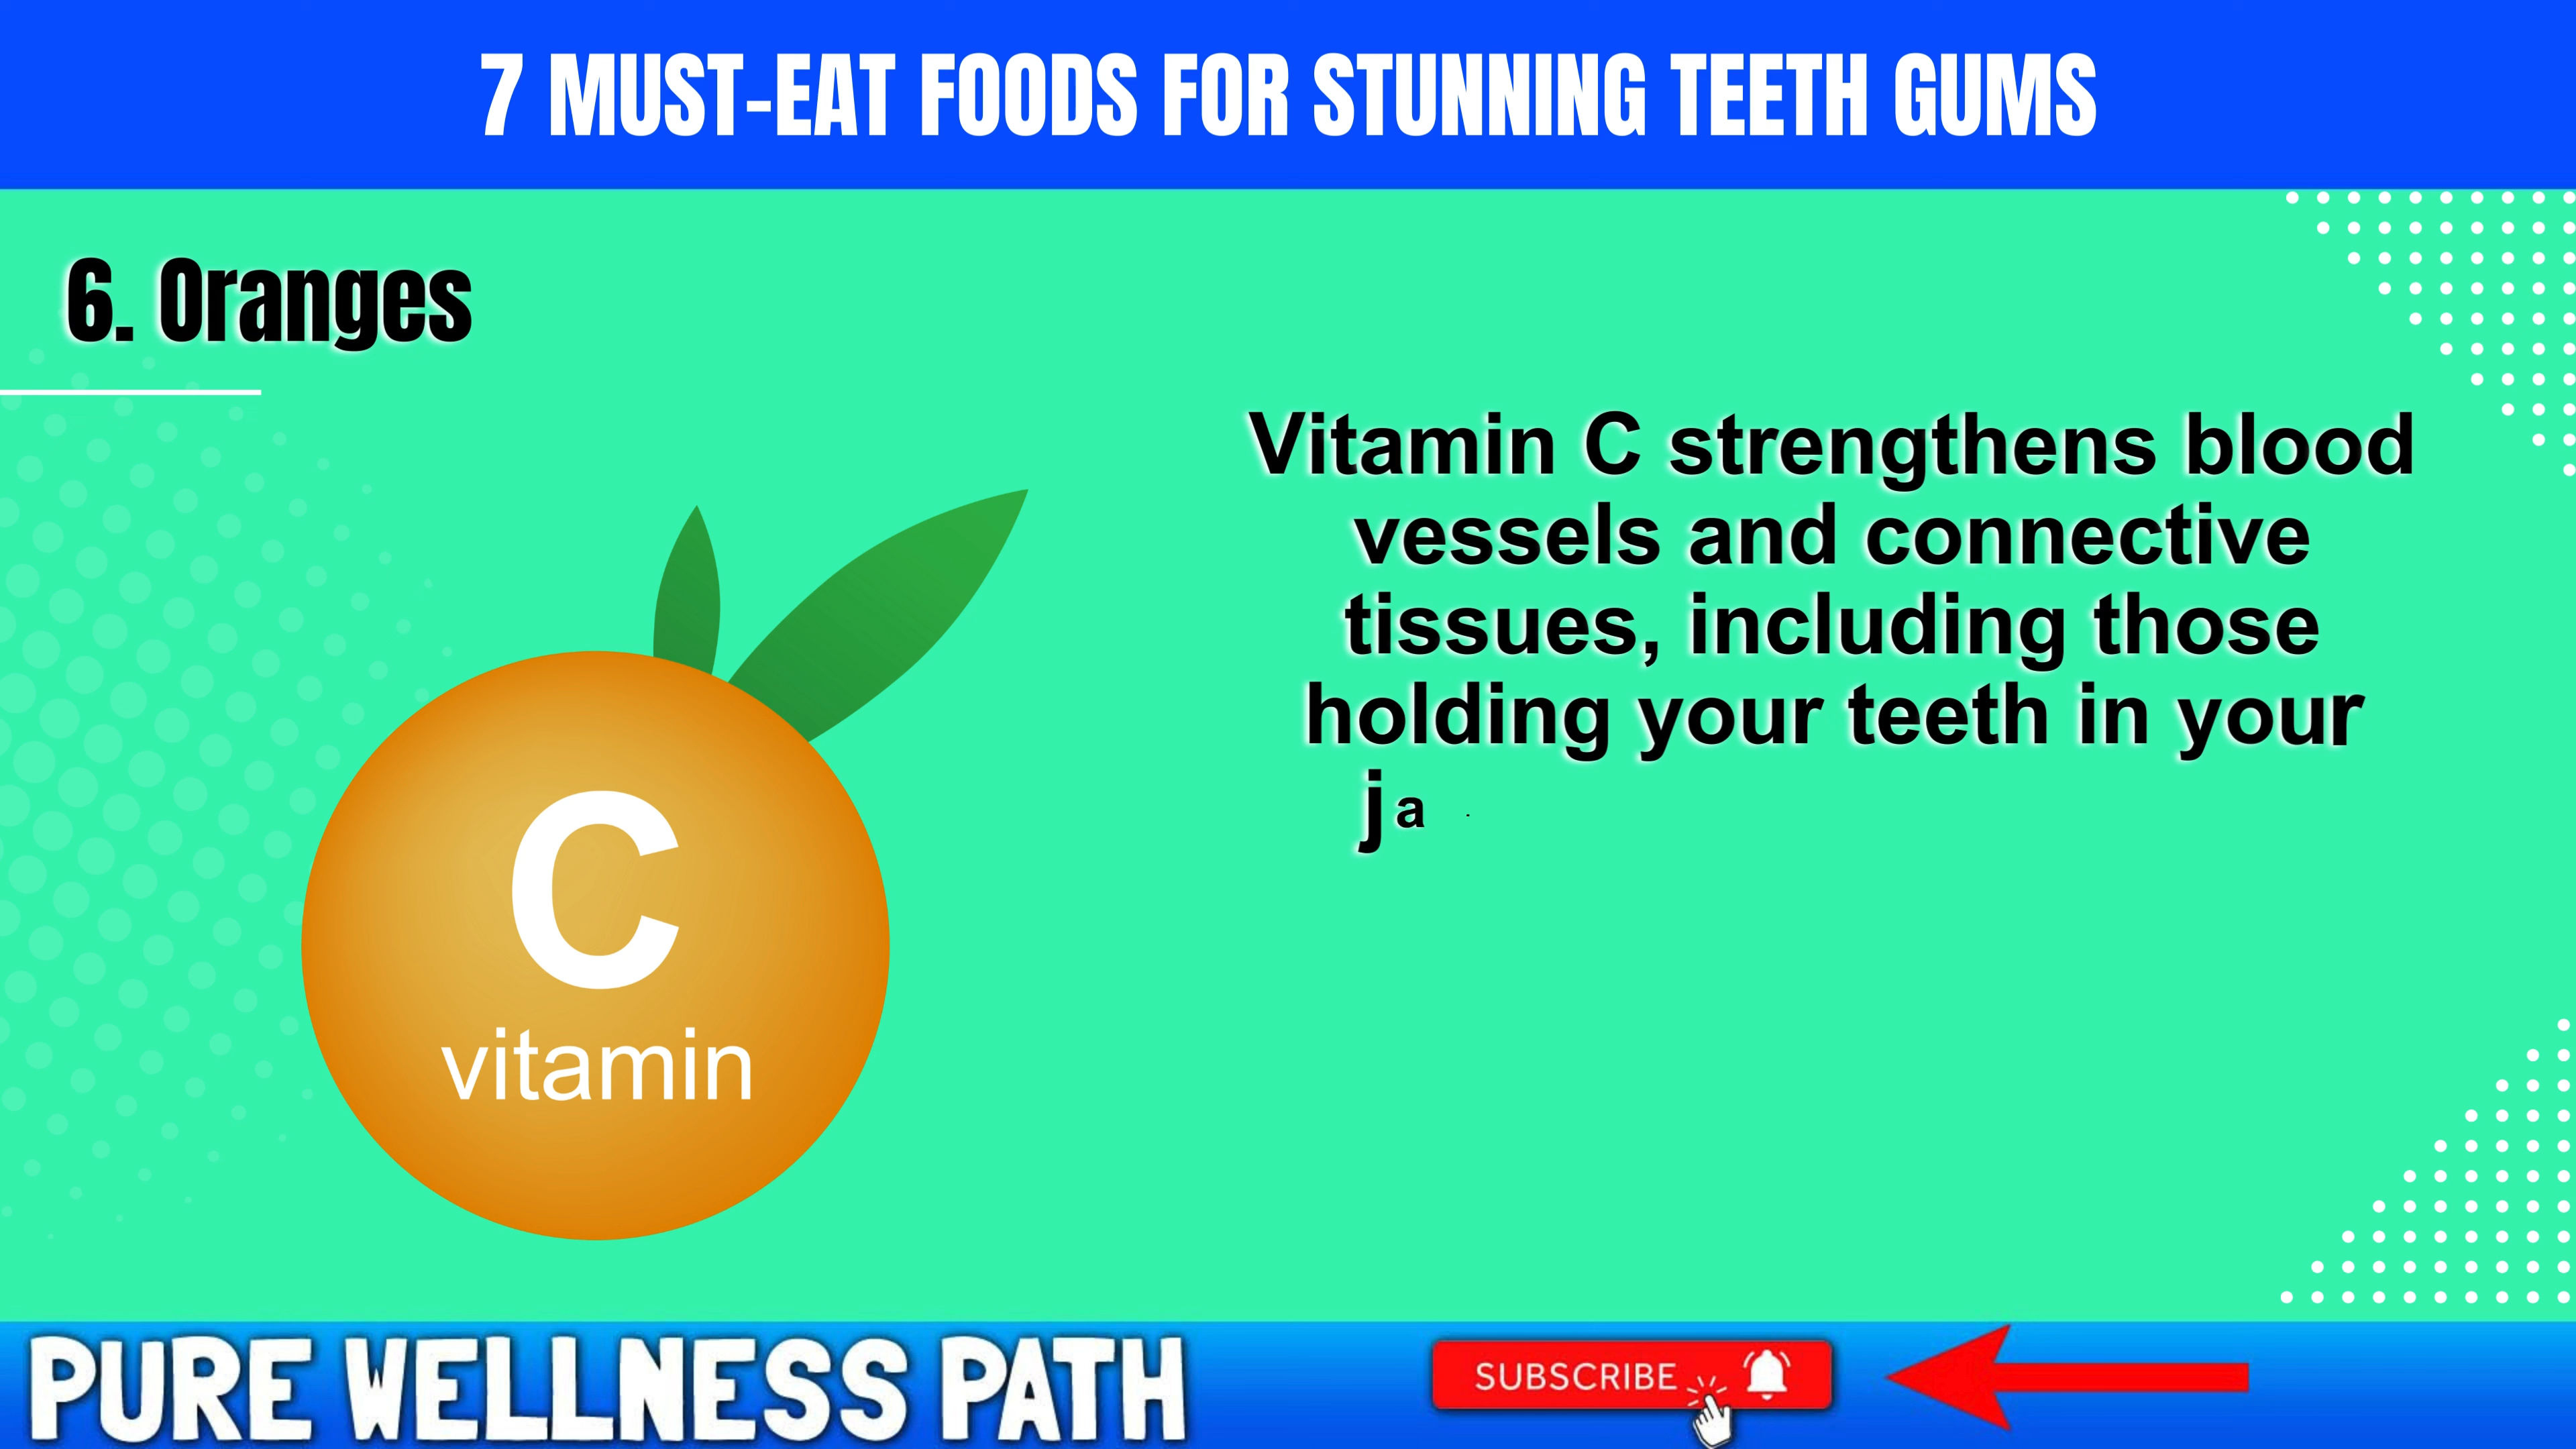 7 MUST-EAT FOODS FOR STUNNING TEETH GUMS
6. Oranges
Vitamin C strengthens blood
vessels and connective
tissues, including those
holding your teeth in your
ja
C
vitamin
PURE WELLNESS PATH
SUBSCRIBE